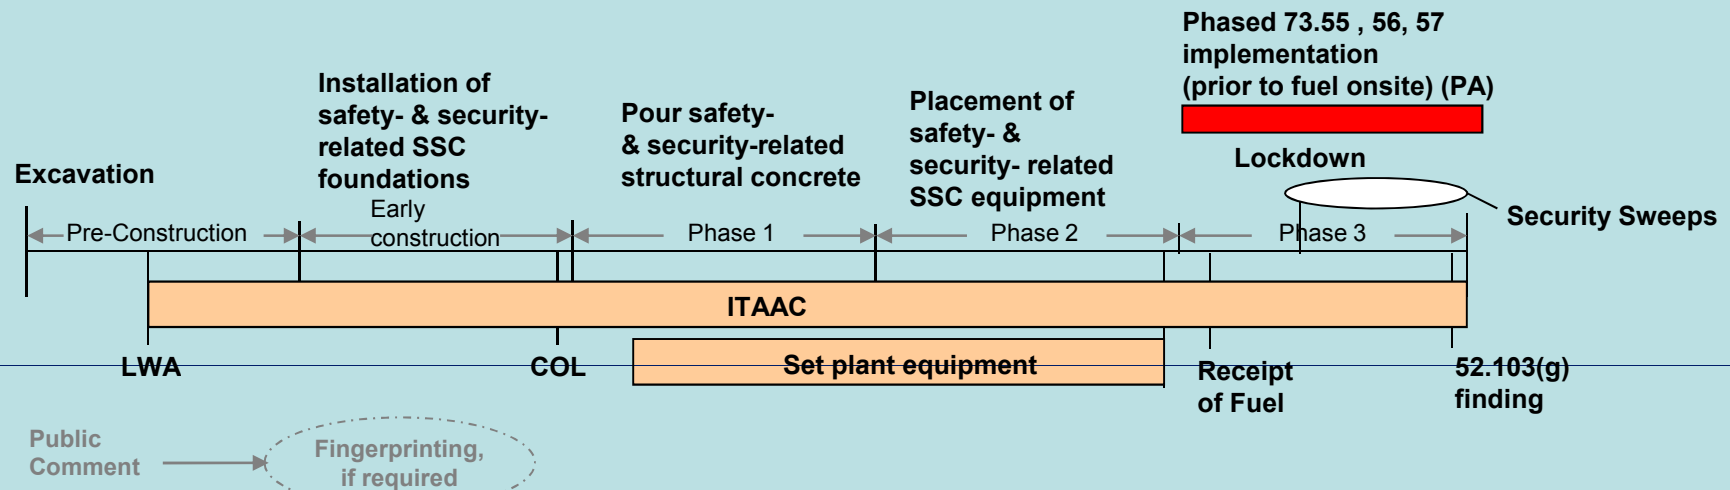 Phased 73.55 , 56, 57
implementation
(prior to fuel onsite) (PA)
Installation of
safety- & security-
related SSC
foundations
Pour safety-
& security-related
structural concrete
Placement of
safety- &
security- related
SSC equipment
Lockdown
Excavation
Security Sweeps
Pre-Construction
Early
construction
Phase 1
Phase 2
Phase 3
ITAAC
LWA
COL
Set plant equipment
Receipt
of Fuel
52.103(g)
finding
Public
Comment
Fingerprinting,
if required